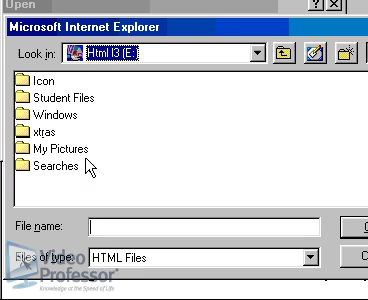 Open
Microsoft Internet Explorer
Look in: Html I3 (E:
Icon
Student Files
Windows
xtras
My Pictures
Searches
File name:
Files of type: HTML Files
Video
Professor
Knowledge at the Speed of Life